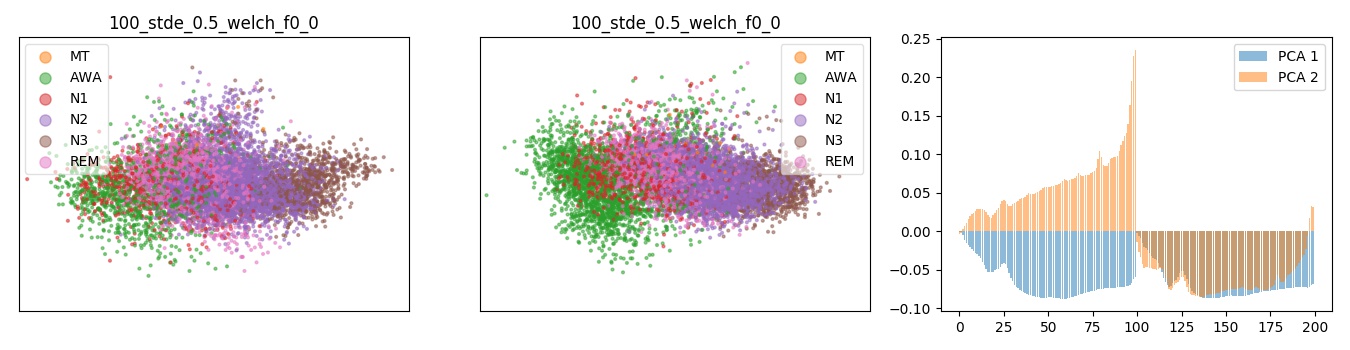 100_stde_0.5_welch_f0_0
MT
AWA
N1
N2
N3
REM
100_stde_0.5_welch_f0_0
MT
AWA
N1
N2
N3
REM
0.25
0.20
0.15
0.10
0.05
0.00
−0.05
−0.10
PCA 1
PCA 2
0 25 50 75 100 125 150 175 200